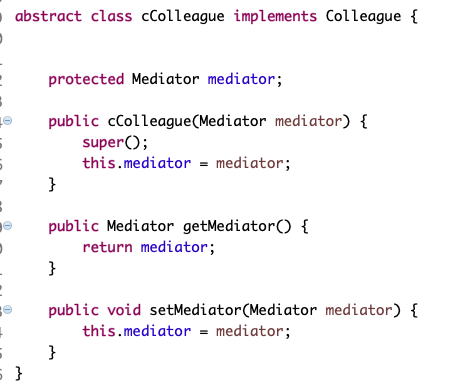 abstract class cColleague implements Colleague {
protected Mediator mediator;
public cColleague(Mediator mediator) {
super();
this.mediator = mediator;
}
public Mediator getMediator() {
return mediator;
}
public void setMediator(Mediator mediator) {
this.mediator = mediator;
}
}